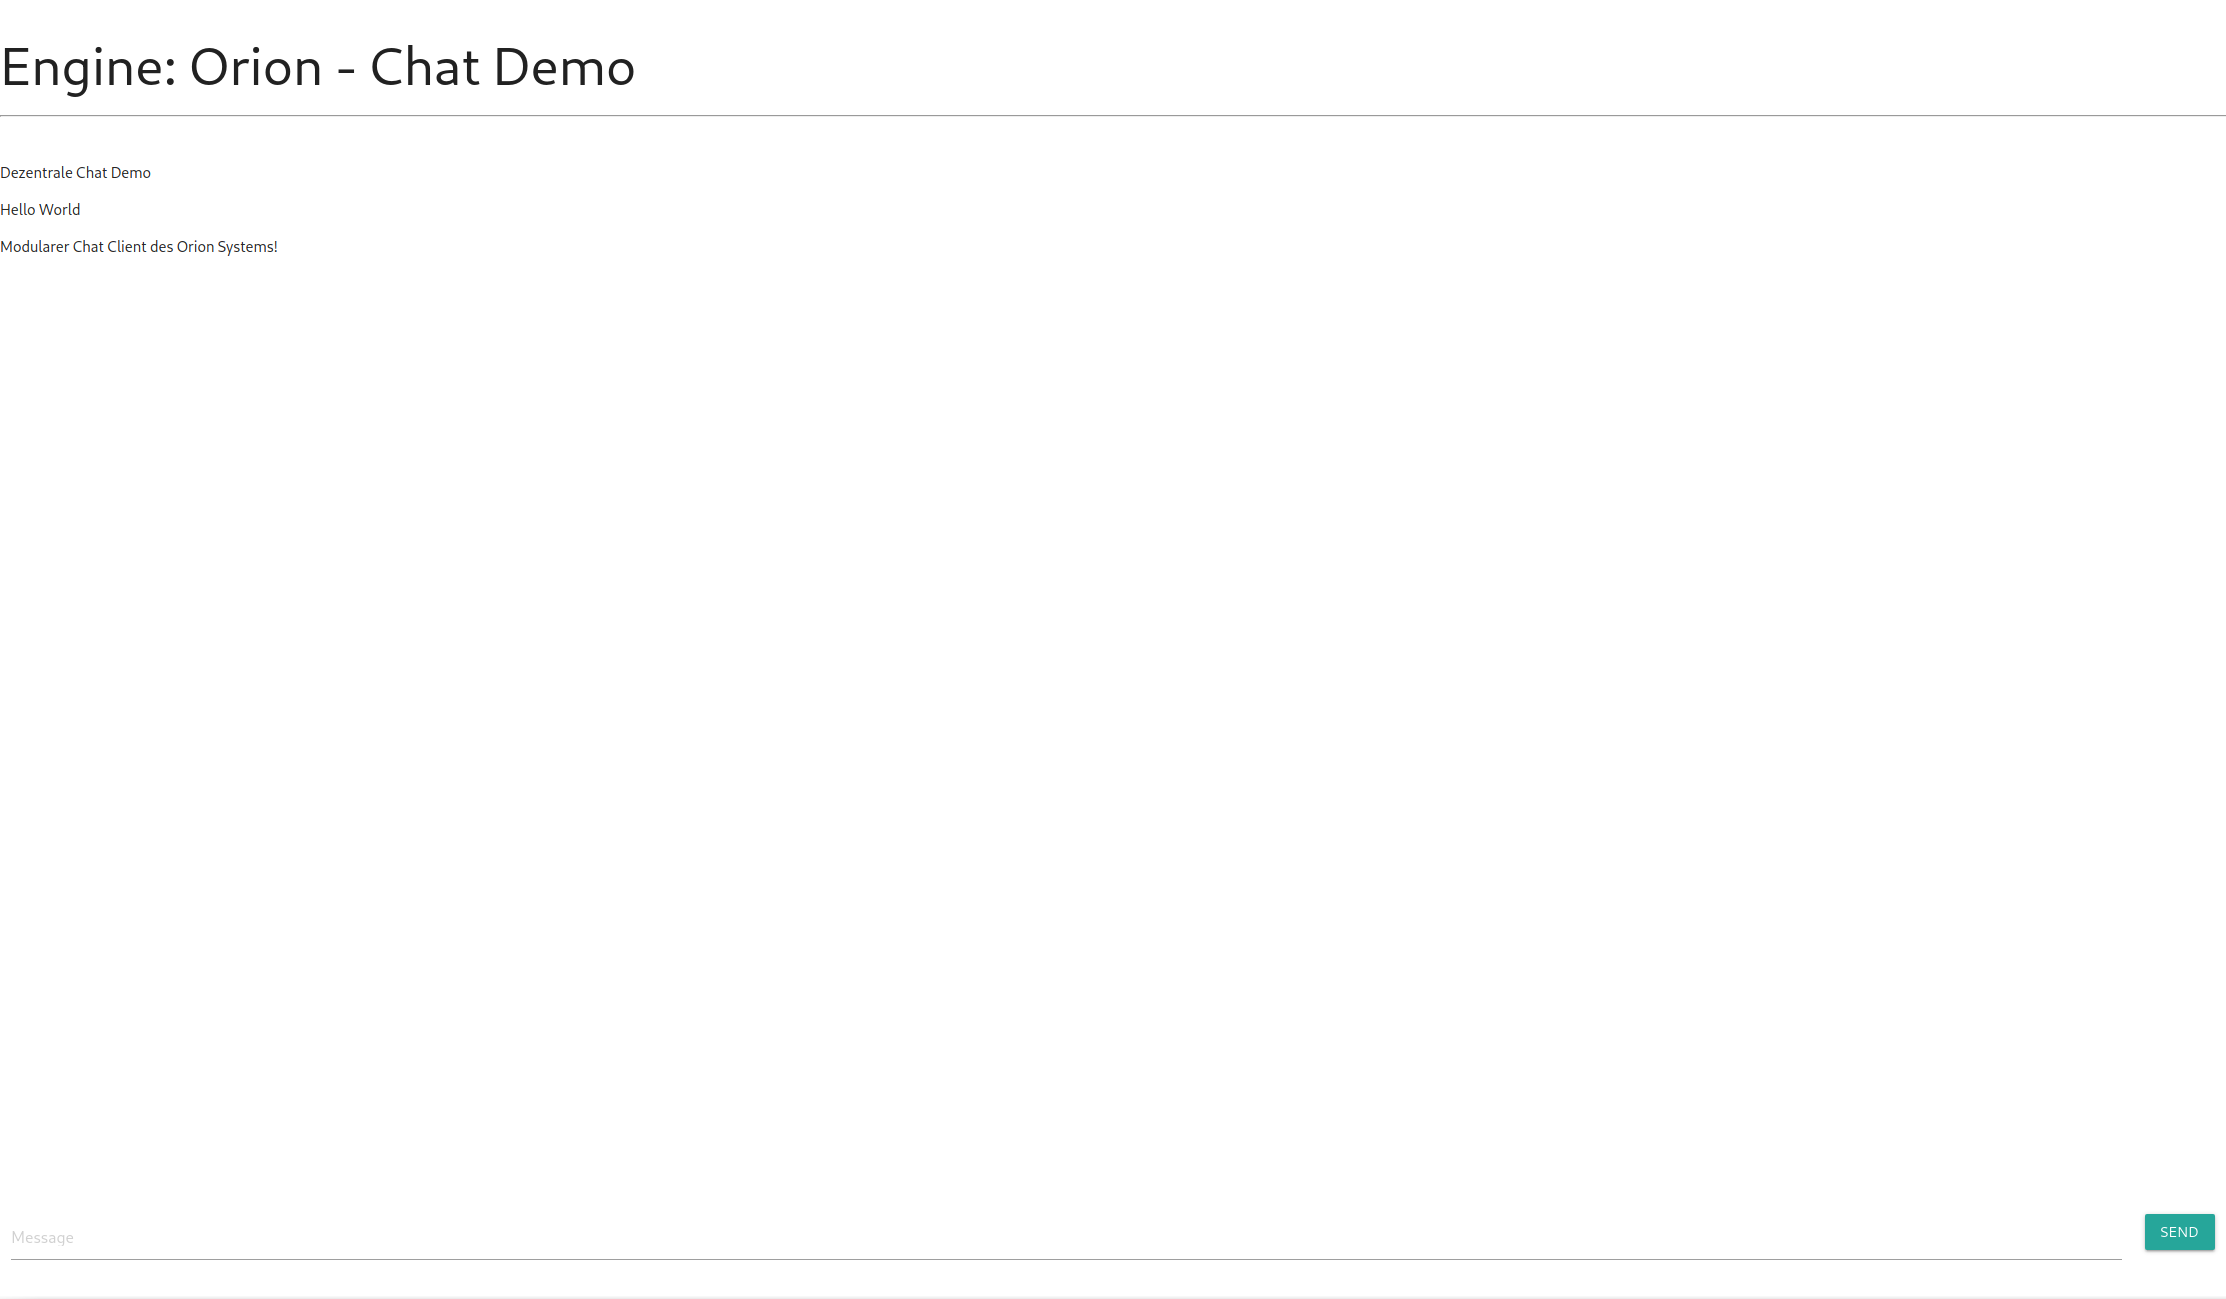 Engine: Orion - Chat Demo
Dezentrale Chat Demo
Hello World
Modularer Chat Client des Orion Systems!
Message
SEND